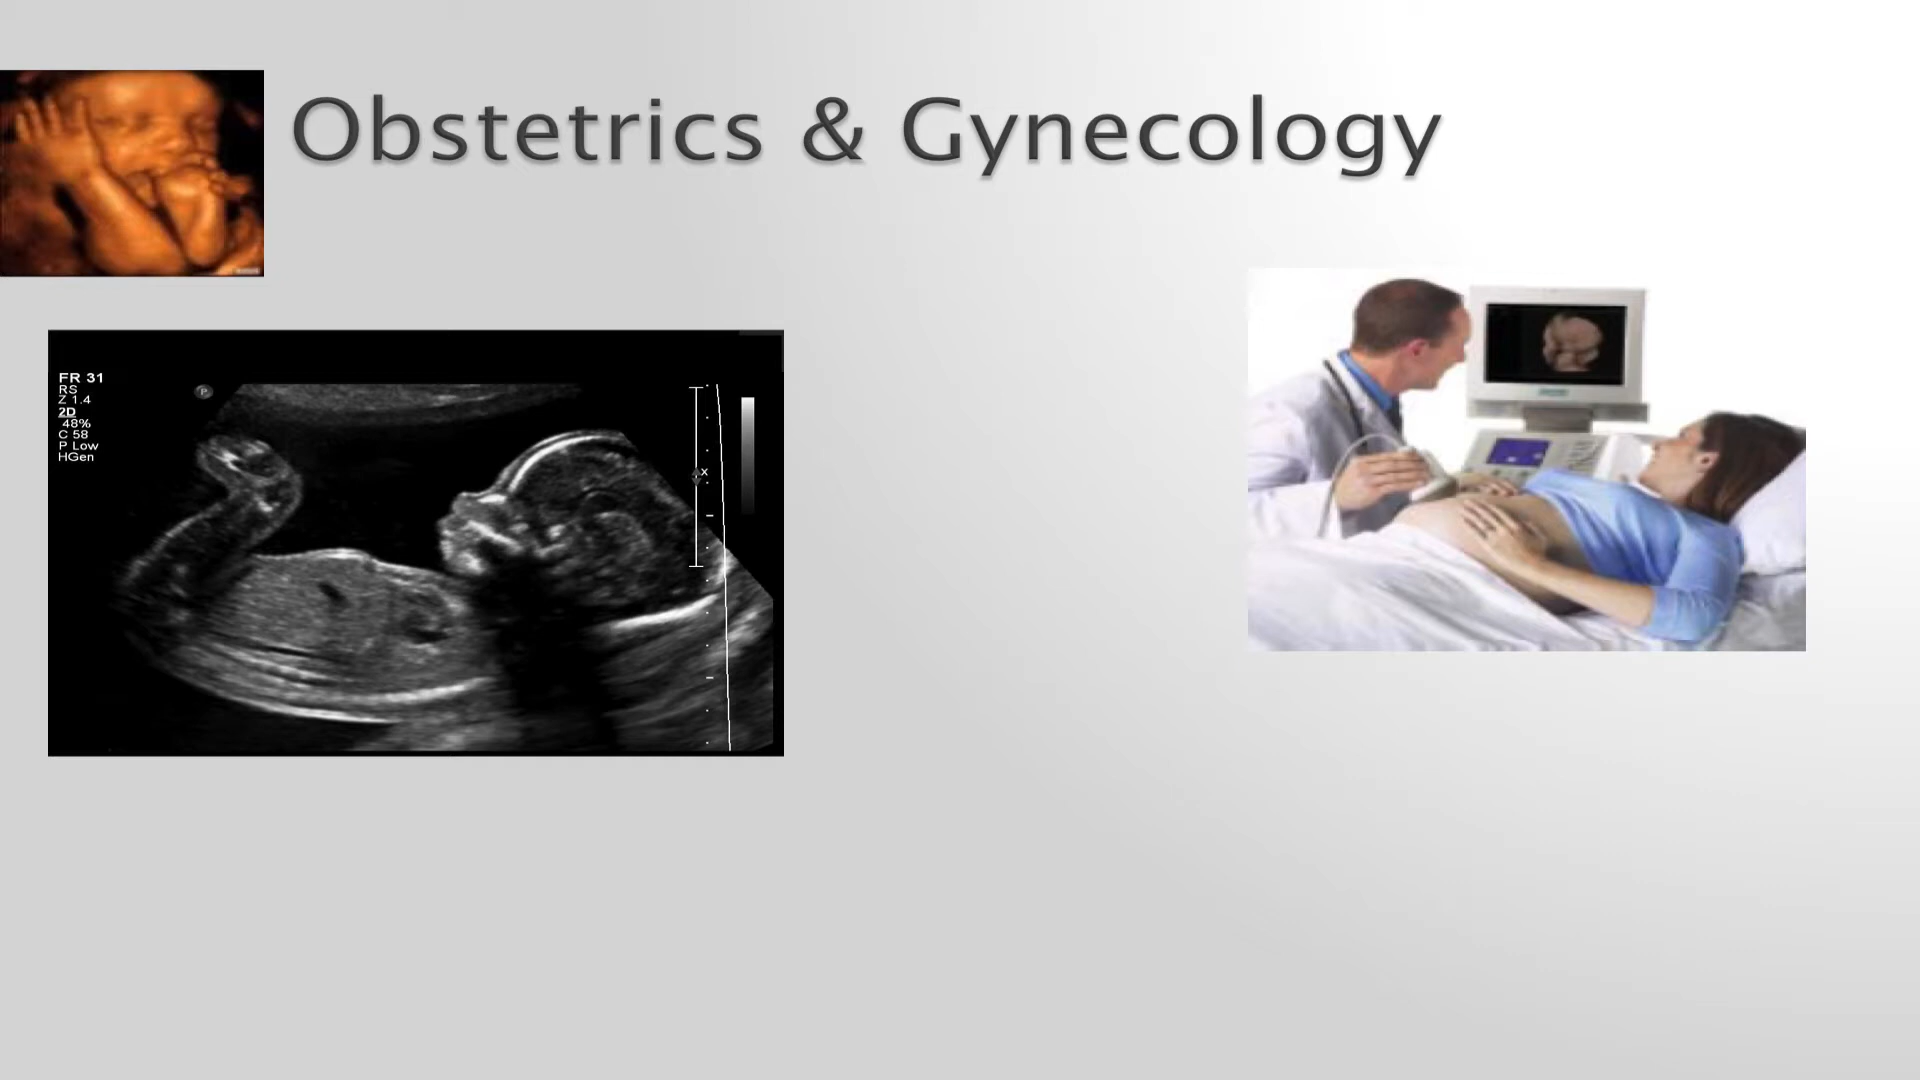 Obstetrics & Gynecology
FR 31
RS
Z 1.4
2D
48%
C 58
P Low
HGen
P
x